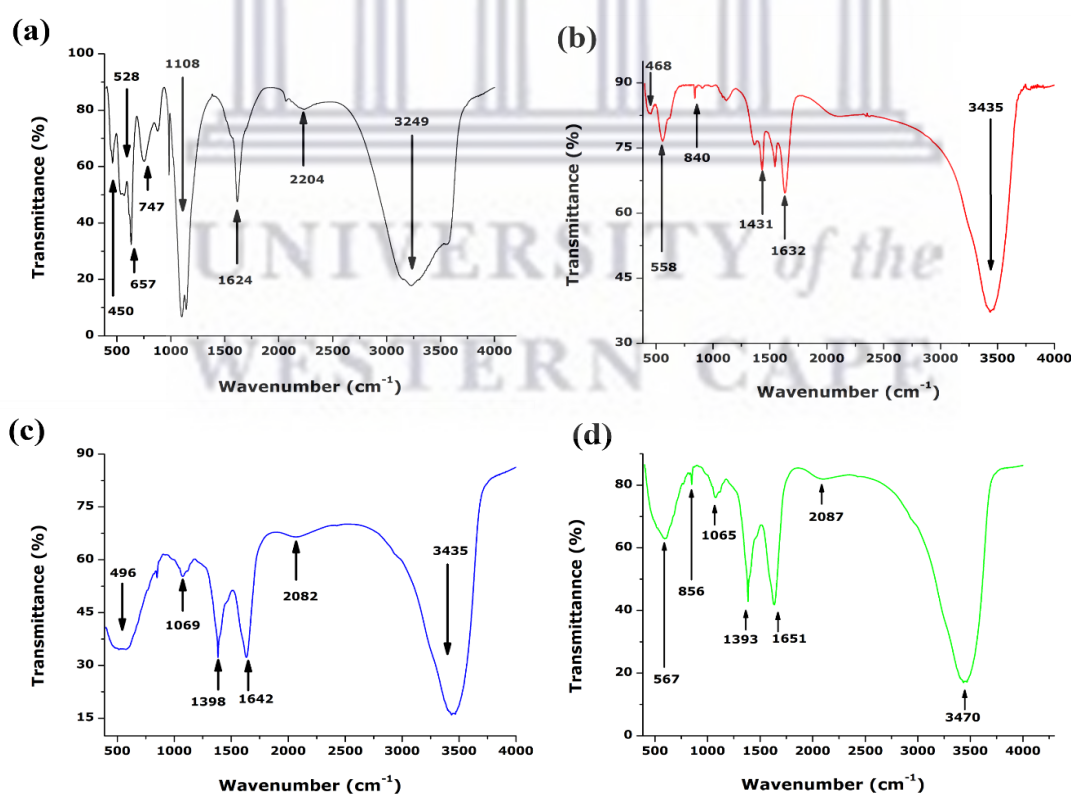 (a)
100
80
60
40
20
0
Transmittance (%)
528
1108
3249
2204
747
657
1624
450
500 1000 1500 2000 2500 3000 3500 4000
Wavenumber (cm⁻¹)
(b)
90
75
60
45
30
Transmittance (%)
468
3435
840
1431
1632
558
500 1000 1500 2000 2500 3000 3500 4000
Wavenumber (cm⁻¹)
UNIVERSITY of the
WESTERN CAPE
(c)
90
75
60
45
30
15
Transmittance (%)
496
3435
1069
2082
1398
1642
500 1000 1500 2000 2500 3000 3500 4000
Wavenumber (cm⁻¹)
(d)
80
60
40
20
0
Transmittannce (%)
2087
1065
856
1393
1651
567
3470
500 1000 1500 2000 2500 3000 3500 4000
Wavenumber (cm⁻¹)